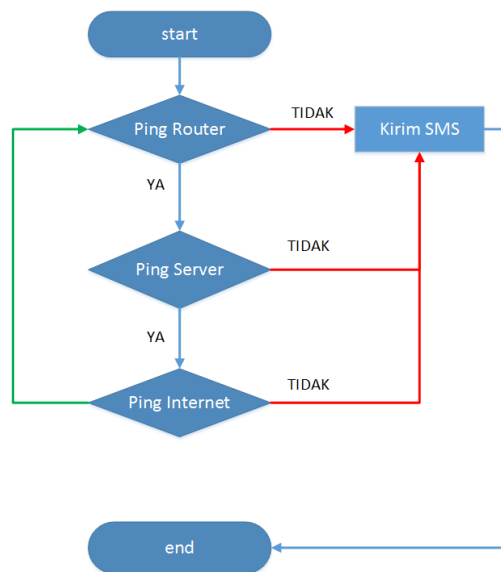 start
Ping Router
TIDAK
Kirim SMS
YA
Ping Server
TIDAK
YA
Ping Internet
TIDAK
end